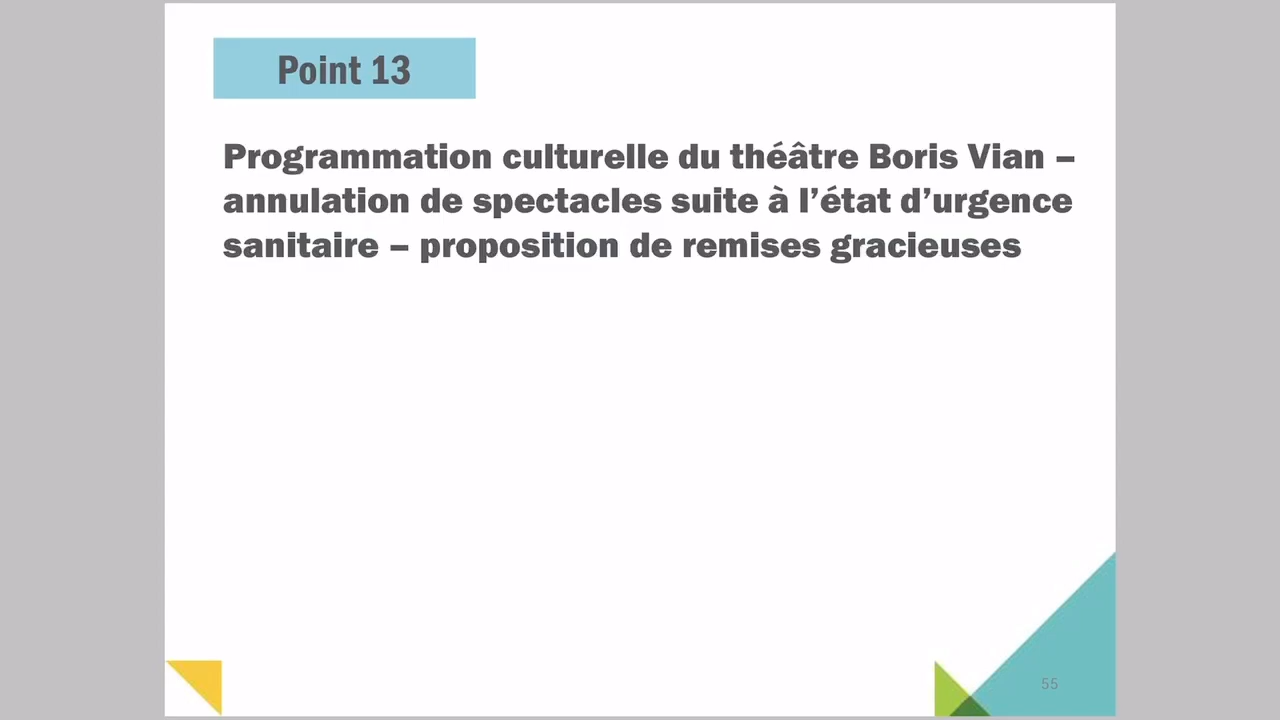 Point 13
Programmation culturelle du théâtre Boris Vian –
annulation de spectacles suite à l’état d’urgence
sanitaire – proposition de remises gracieuses
55